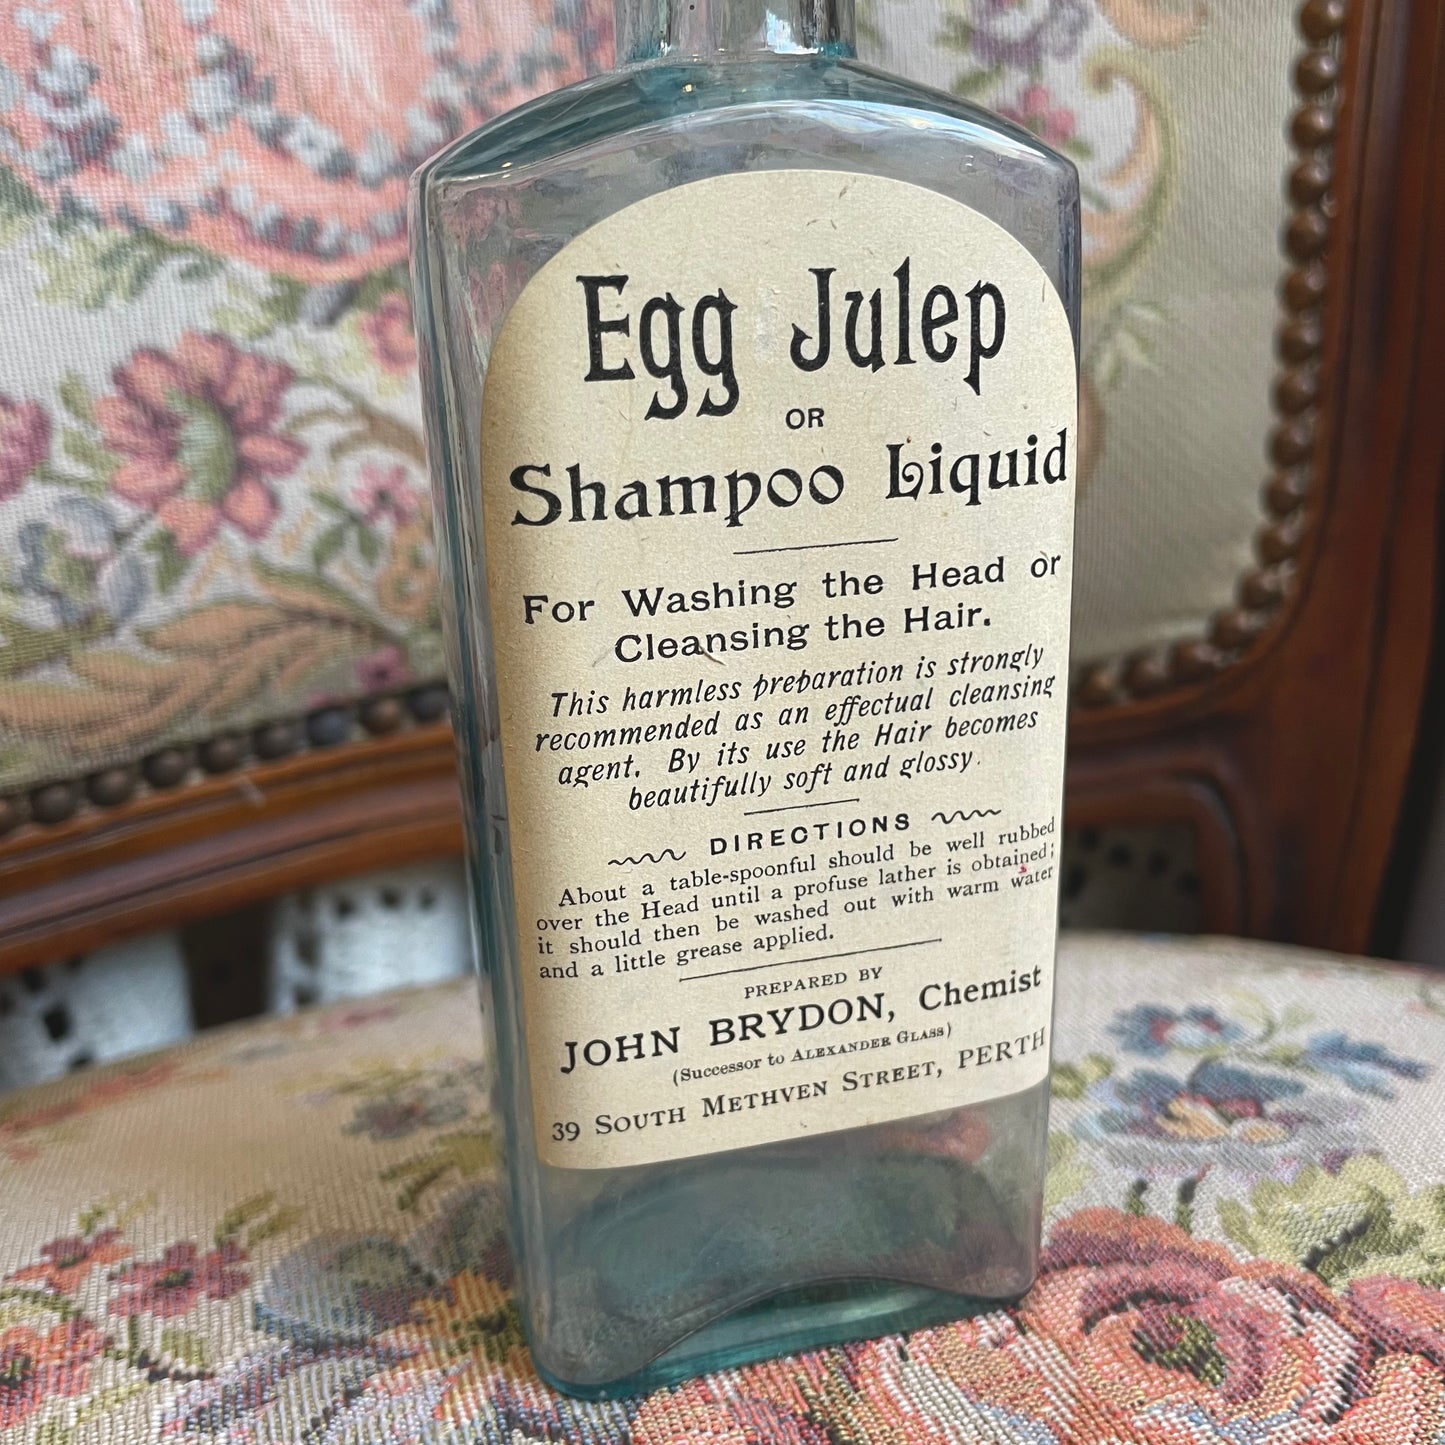 Egg Julep
OR
Shampoo Liquid
For Washing the Head or
Cleansing the Hair.
This harmless preparation is strongly
recommended as an effectual cleansing
agent. By its use the Hair becomes
beautifully soft and glossy.
DIRECTIONS
About a table-spoonful should be well rubbed
over the Head until a profuse lather is obtained;
it should then be washed out with warm water
and a little grease applied.
PREPARED BY
JOHN BRYDON, Chemist
(Successor to ALEXANDER GLASS)
39 SOUTH METHVEN STREET, PERTH